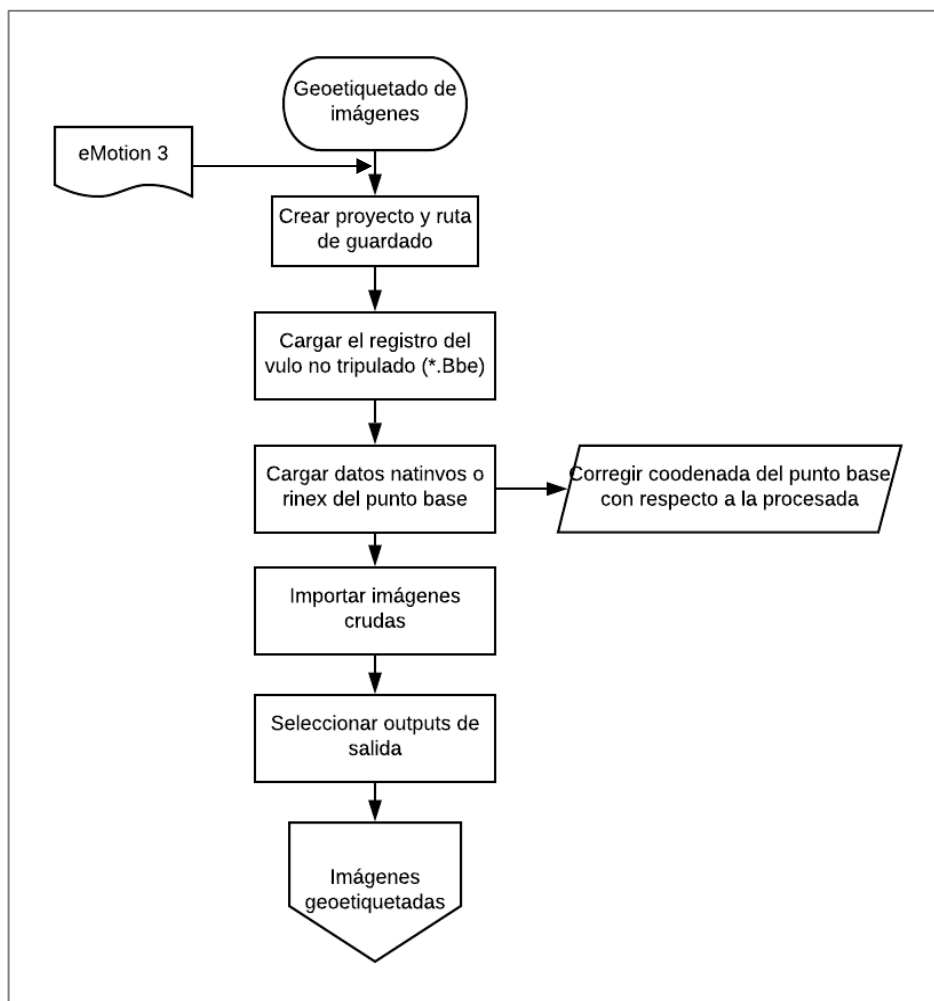 Geoetiquetado de
imágenes
eMotion 3
Crear proyecto y ruta
de guardado
Cargar el registro del
vulo no tripulado (*.Bbe)
Cargar datos natinvos o
rinex del punto base
Corregir coodenada del punto base
con respecto a la procesada
Importar imágenes
crudas
Seleccionar outputs de
salida
Imágenes
geoetiquetadas